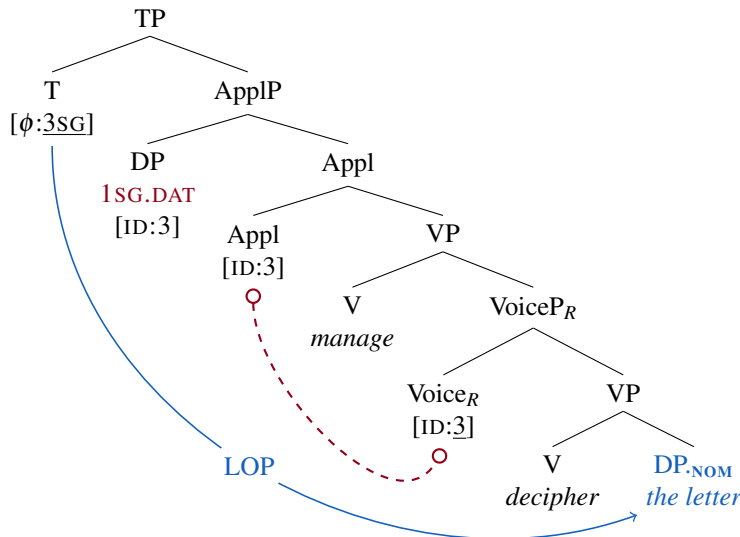 TP
T ApplP
[ϕ:3SG] DP Appl
1SG.DAT
[ID:3] Appl VP
[ID:3]
V VoiceP_R
manage
Voice_R VP
[ID:3]
LOP V DP.NOM
decipher the letter